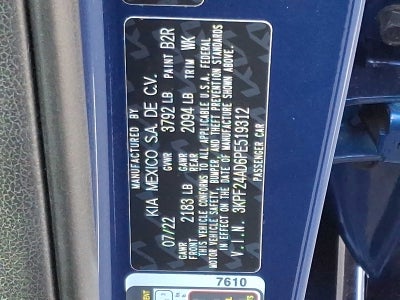 MANUFACTURED BY
KIA MEXICO S.A. DE C.V.
07/22 GVWR 3792 LB PAINT B2R
GAWR FRONT 2183 LB GAWR REAR 2094 LB TRIM WK
THIS VEHICLE CONFORMS TO ALL APPLICABLE U.S.A. FEDERAL
MOTOR VEHICLE SAFETY, BUMPER, AND THEFT PREVENTION STANDARDS
IN EFFECT ON THE DATE OF MANUFACTURE SHOWN ABOVE.
V.I.N. 3KPF24AD6PE519312
PASSENGER CAR
7610